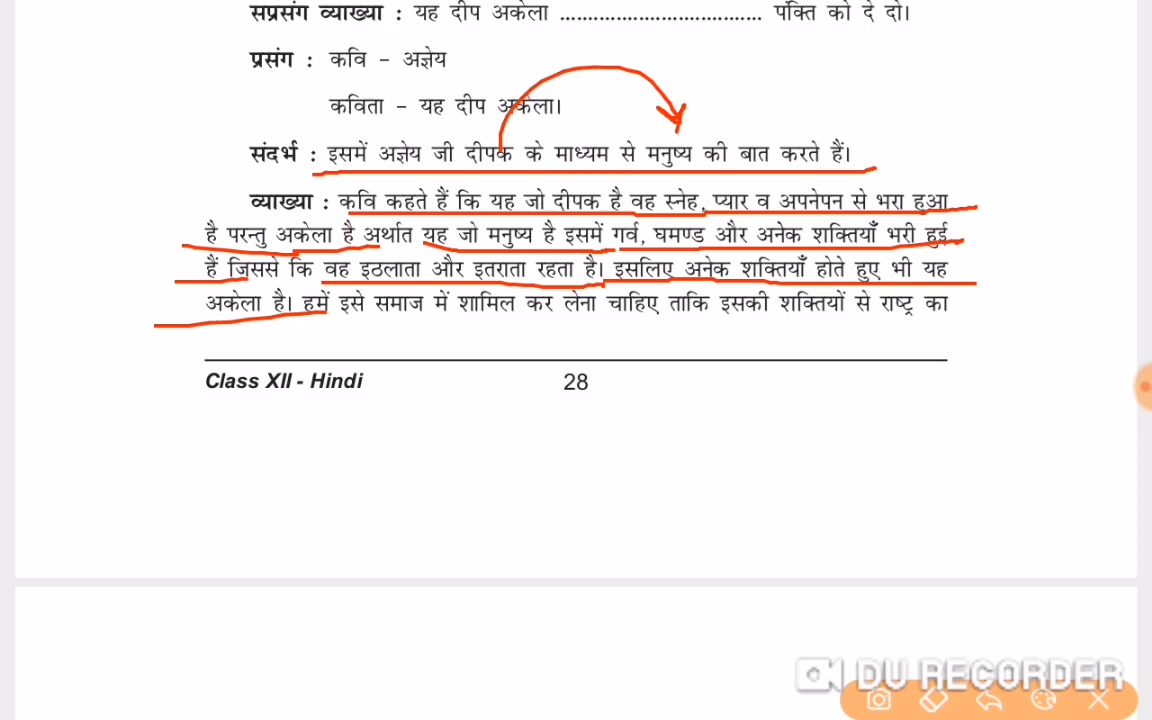 सप्रसंग व्याख्या : यह दीप अकेला .................................... पंक्ति को दे दो।
प्रसंग : कवि - अज्ञेय
कविता - यह दीप अकेला।
संदर्भ : इसमें अज्ञेय जी दीपक के माध्यम से मनुष्य की बात करते हैं।
व्याख्या : कवि कहते हैं कि यह जो दीपक है वह स्नेह, प्यार व अपनेपन से भरा हुआ
है परन्तु अकेला है अर्थात यह जो मनुष्य है इसमें गर्व, घमण्ड और अनेक शक्तियाँ भरी हुई
हैं जिससे कि वह इठलाता और इतराता रहता है। इसलिए अनेक शक्तियाँ होते हुए भी यह
अकेला है। हमें इसे समाज में शामिल कर लेना चाहिए ताकि इसकी शक्तियों से राष्ट्र का
Class XII - Hindi 28
DU RECORDER